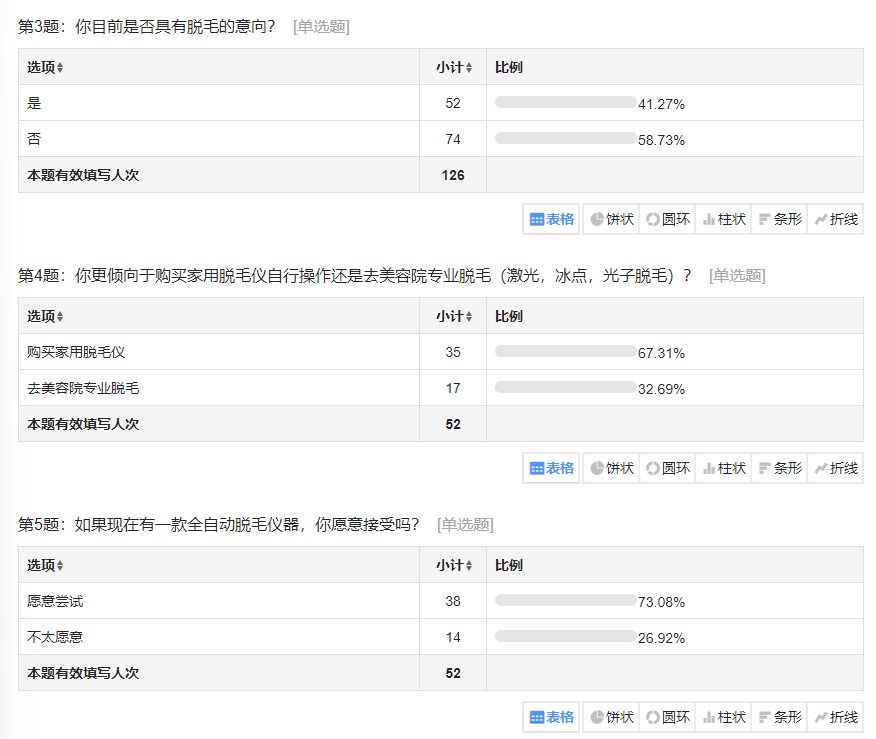 第3题：你目前是否具有脱毛的意向？ [单选题]
选项 小计 比例
是 52 41.27%
否 74 58.73%
本题有效填写人次 126
表格 饼状 圆环 柱状 条形 折线
第4题：你更倾向于购买家用脱毛仪自行操作还是去美容院专业脱毛（激光，冰点，光子脱毛）？ [单选题]
选项 小计 比例
购买家用脱毛仪 35 67.31%
去美容院专业脱毛 17 32.69%
本题有效填写人次 52
表格 饼状 圆环 柱状 条形 折线
第5题：如果现在有一款全自动脱毛仪器，你愿意接受吗？ [单选题]
选项 小计 比例
愿意尝试 38 73.08%
不太愿意 14 26.92%
本题有效填写人次 52
表格 饼状 圆环 柱状 条形 折线